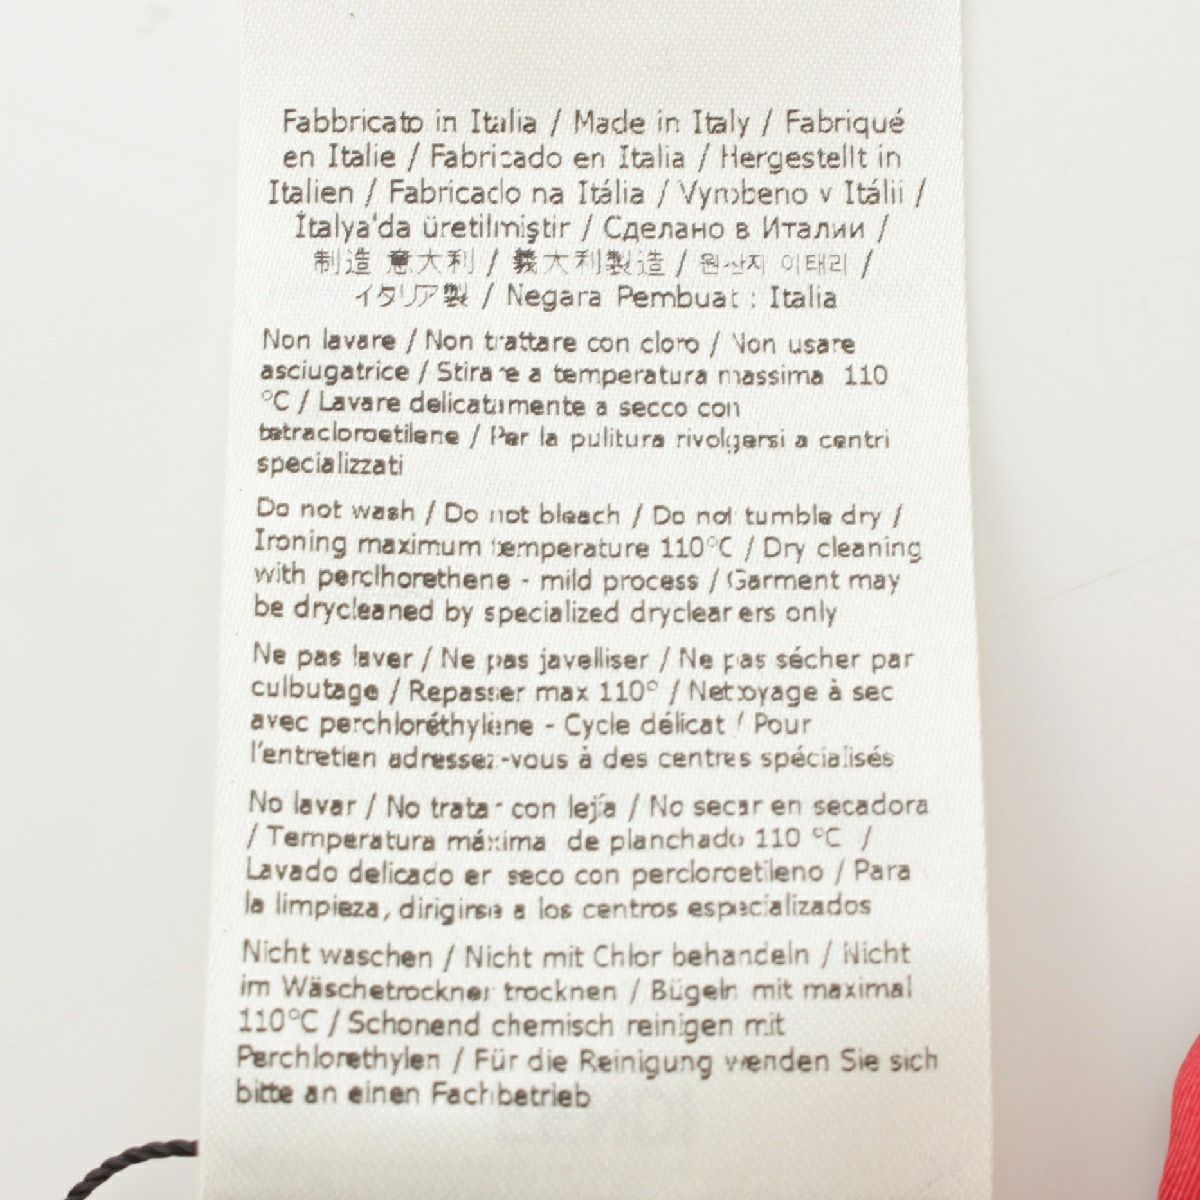 Fabbricato in Italia / Made in Italy / Fabriqué
en Italie / Fabricado en Italia / Hergestellt in
Italien / Fabricado na Itália / Vyrobeno v Itálii /
İtalya'da üretilmiştir / Сделано в Италии /
制造 意大利 / 義大利製造 / 원산지 이태리 /
イタリア製 / Negara Pembuat : Italia
Non lavare / Non trattare con cloro / Non usare
asciugatrice / Stirare a temperatura massima 110
°C / Lavare delicatamente a secco con
tetracloroetilene / Per la pulitura rivolgersi a centri
specializzati
Do not wash / Do not bleach / Do not tumble dry /
Ironing maximum temperature 110°C / Dry cleaning
with perclhorethene - mild process / Garment may
be drycleaned by specialized drycleaners only
Ne pas laver / Ne pas javelliser / Ne pas sécher par
culbutage / Repasser max 110° / Nettoyage à sec
avec perchloréthylène - Cycle délicat / Pour
l'entretien adressez-vous à des centres spécialisés
No lavar / No tratar con lejía / No secar en secadora
/ Temperatura máxima de planchado 110 °C /
Lavado delicado en seco con percloroetileno / Para
la limpieza, dirigirse a los centros especializados
Nicht waschen / Nicht mit Chlor behandeln / Nicht
im Wäschetrockner trocknen / Bügeln mit maximal
110°C / Schonend chemisch reinigen mit
Perchlorethylen / Für die Reinigung wenden Sie sich
bitte an einen Fachbetrieb